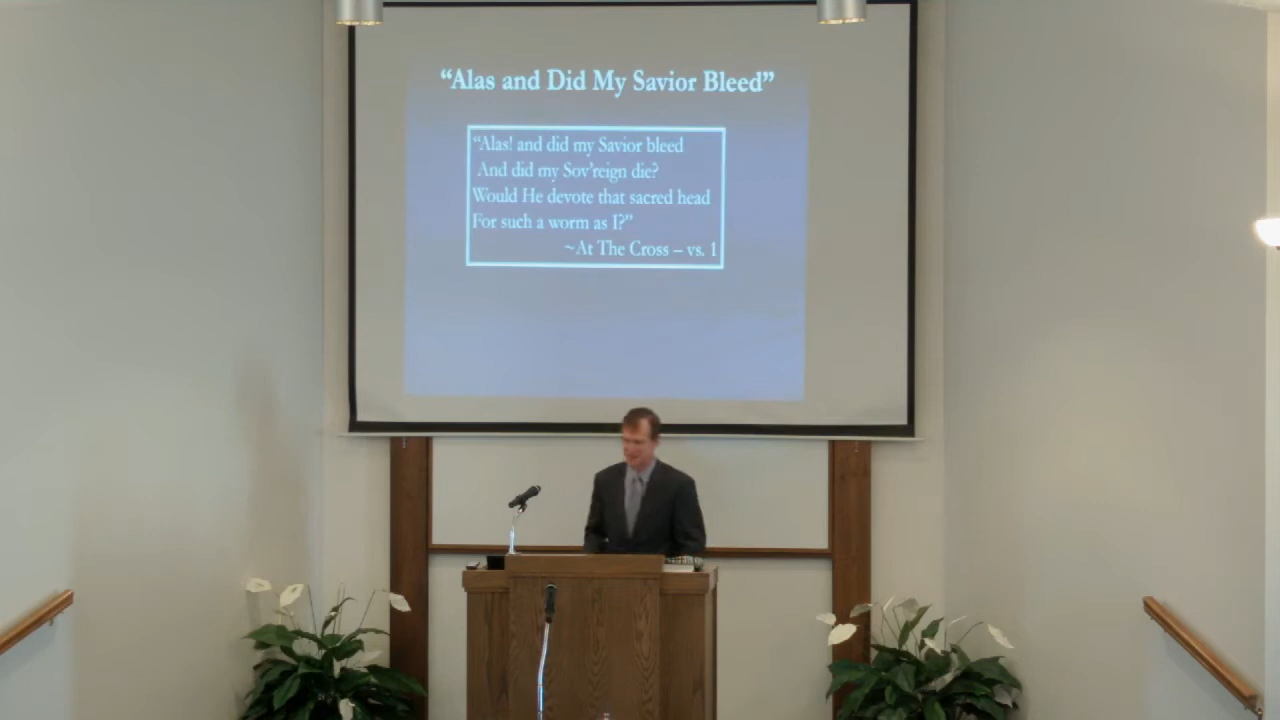 “Alas and Did My Savior Bleed”
“Alas! and did my Savior bleed
And did my Sov’reign die?
Would He devote that sacred head
For such a worm as I?”
~At The Cross – vs. 1